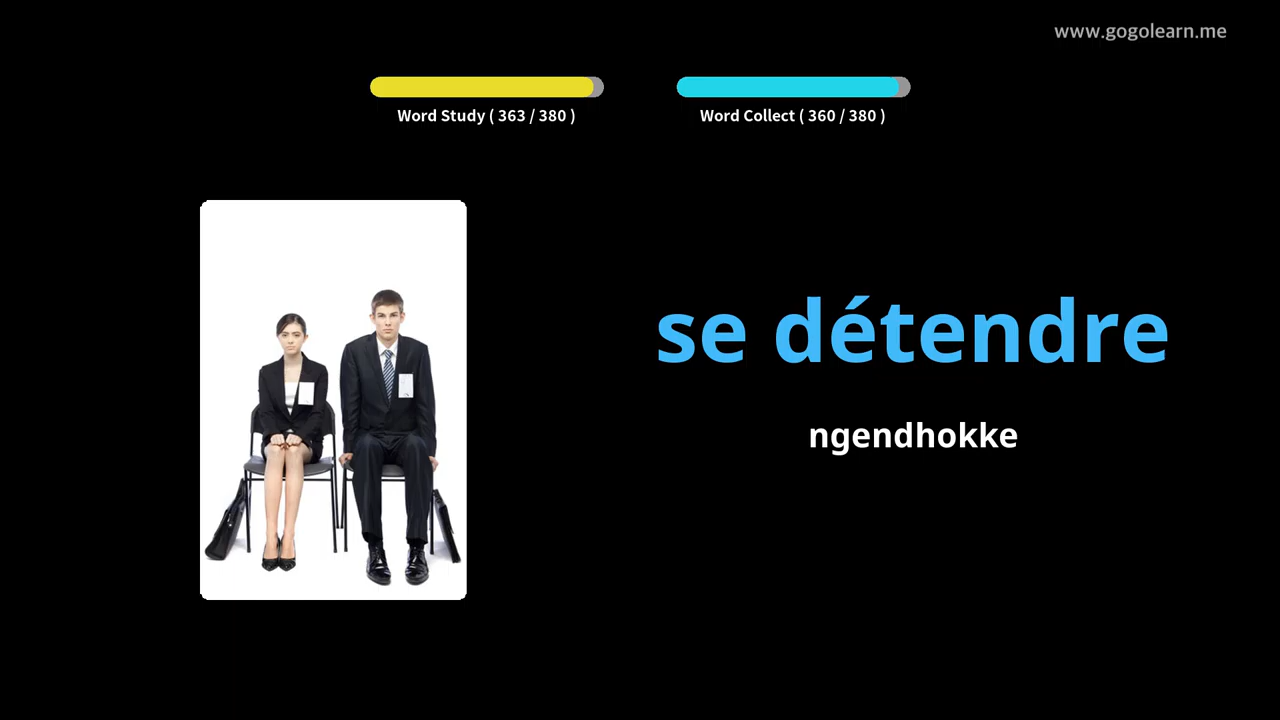 www.gogolearn.me
Word Study ( 363 / 380 )
Word Collect ( 360 / 380 )
se détendre
ngendhokke